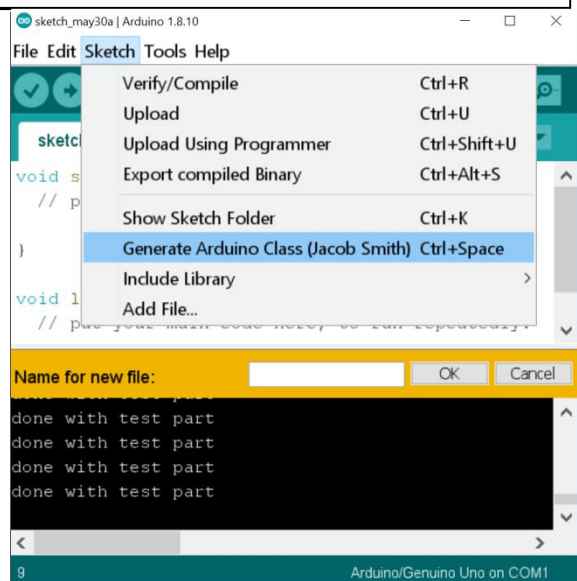 sketch_may30a | Arduino 1.8.10
File Edit Sketch Tools Help
Verify/Compile Ctrl+R
Upload Ctrl+U
Upload Using Programmer Ctrl+Shift+U
Export compiled Binary Ctrl+Alt+S
Show Sketch Folder Ctrl+K
Generate Arduino Class (Jacob Smith) Ctrl+Space
Include Library
Add File...
sketc
void s
// p
}
void l
// put your main code here, to run repeatedly:
Name for new file: OK Cancel
done with test part
done with test part
done with test part
done with test part
done with test part
9 Arduino/Genuino Uno on COM1